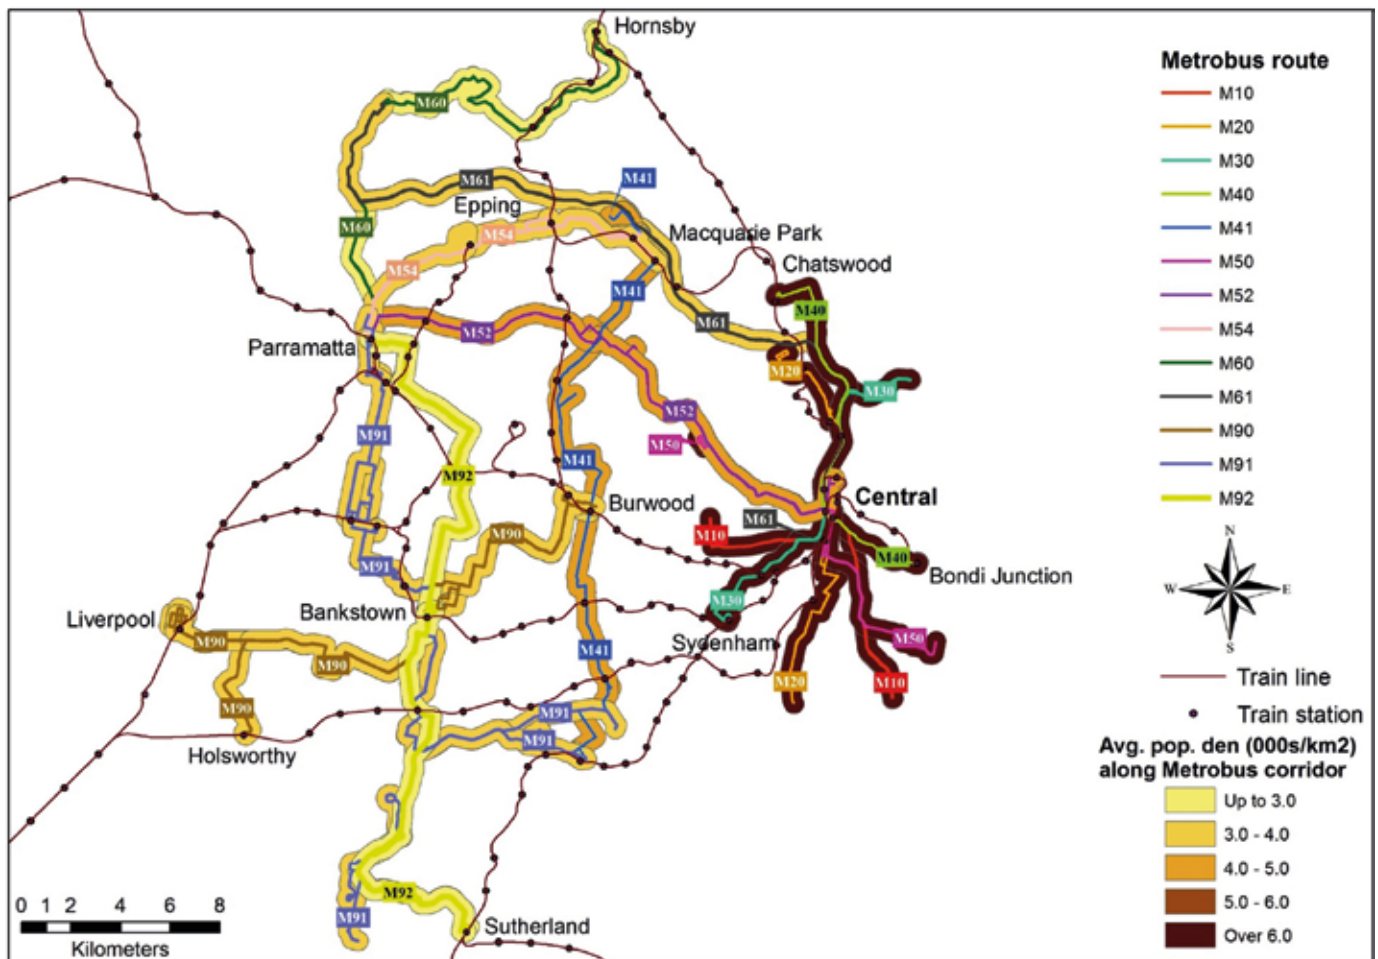 Hornsby
M60
M41
M61
Epping
M60
M54
Macquarie Park
Chatswood
M54
M41
M40
M61
M52
Parramatta
M20
M30
M52
M91
M50
M41
M92
Central
Burwood
M61
M10
M90
M40
M91
Bondi Junction
M30
Bankstown
Liverpool
M90
Sydenham
M50
M41
M90
M20
M10
M90
M91
M91
Holsworthy
M92
M91
Sutherland
0 1 2 4 6 8
Kilometers
Metrobus route
M10
M20
M30
M40
M41
M50
M52
M54
M60
M61
M90
M91
M92
N
W E
S
Train line
Train station
Avg. pop. den (000s/km2)
along Metrobus corridor
Up to 3.0
3.0 - 4.0
4.0 - 5.0
5.0 - 6.0
Over 6.0